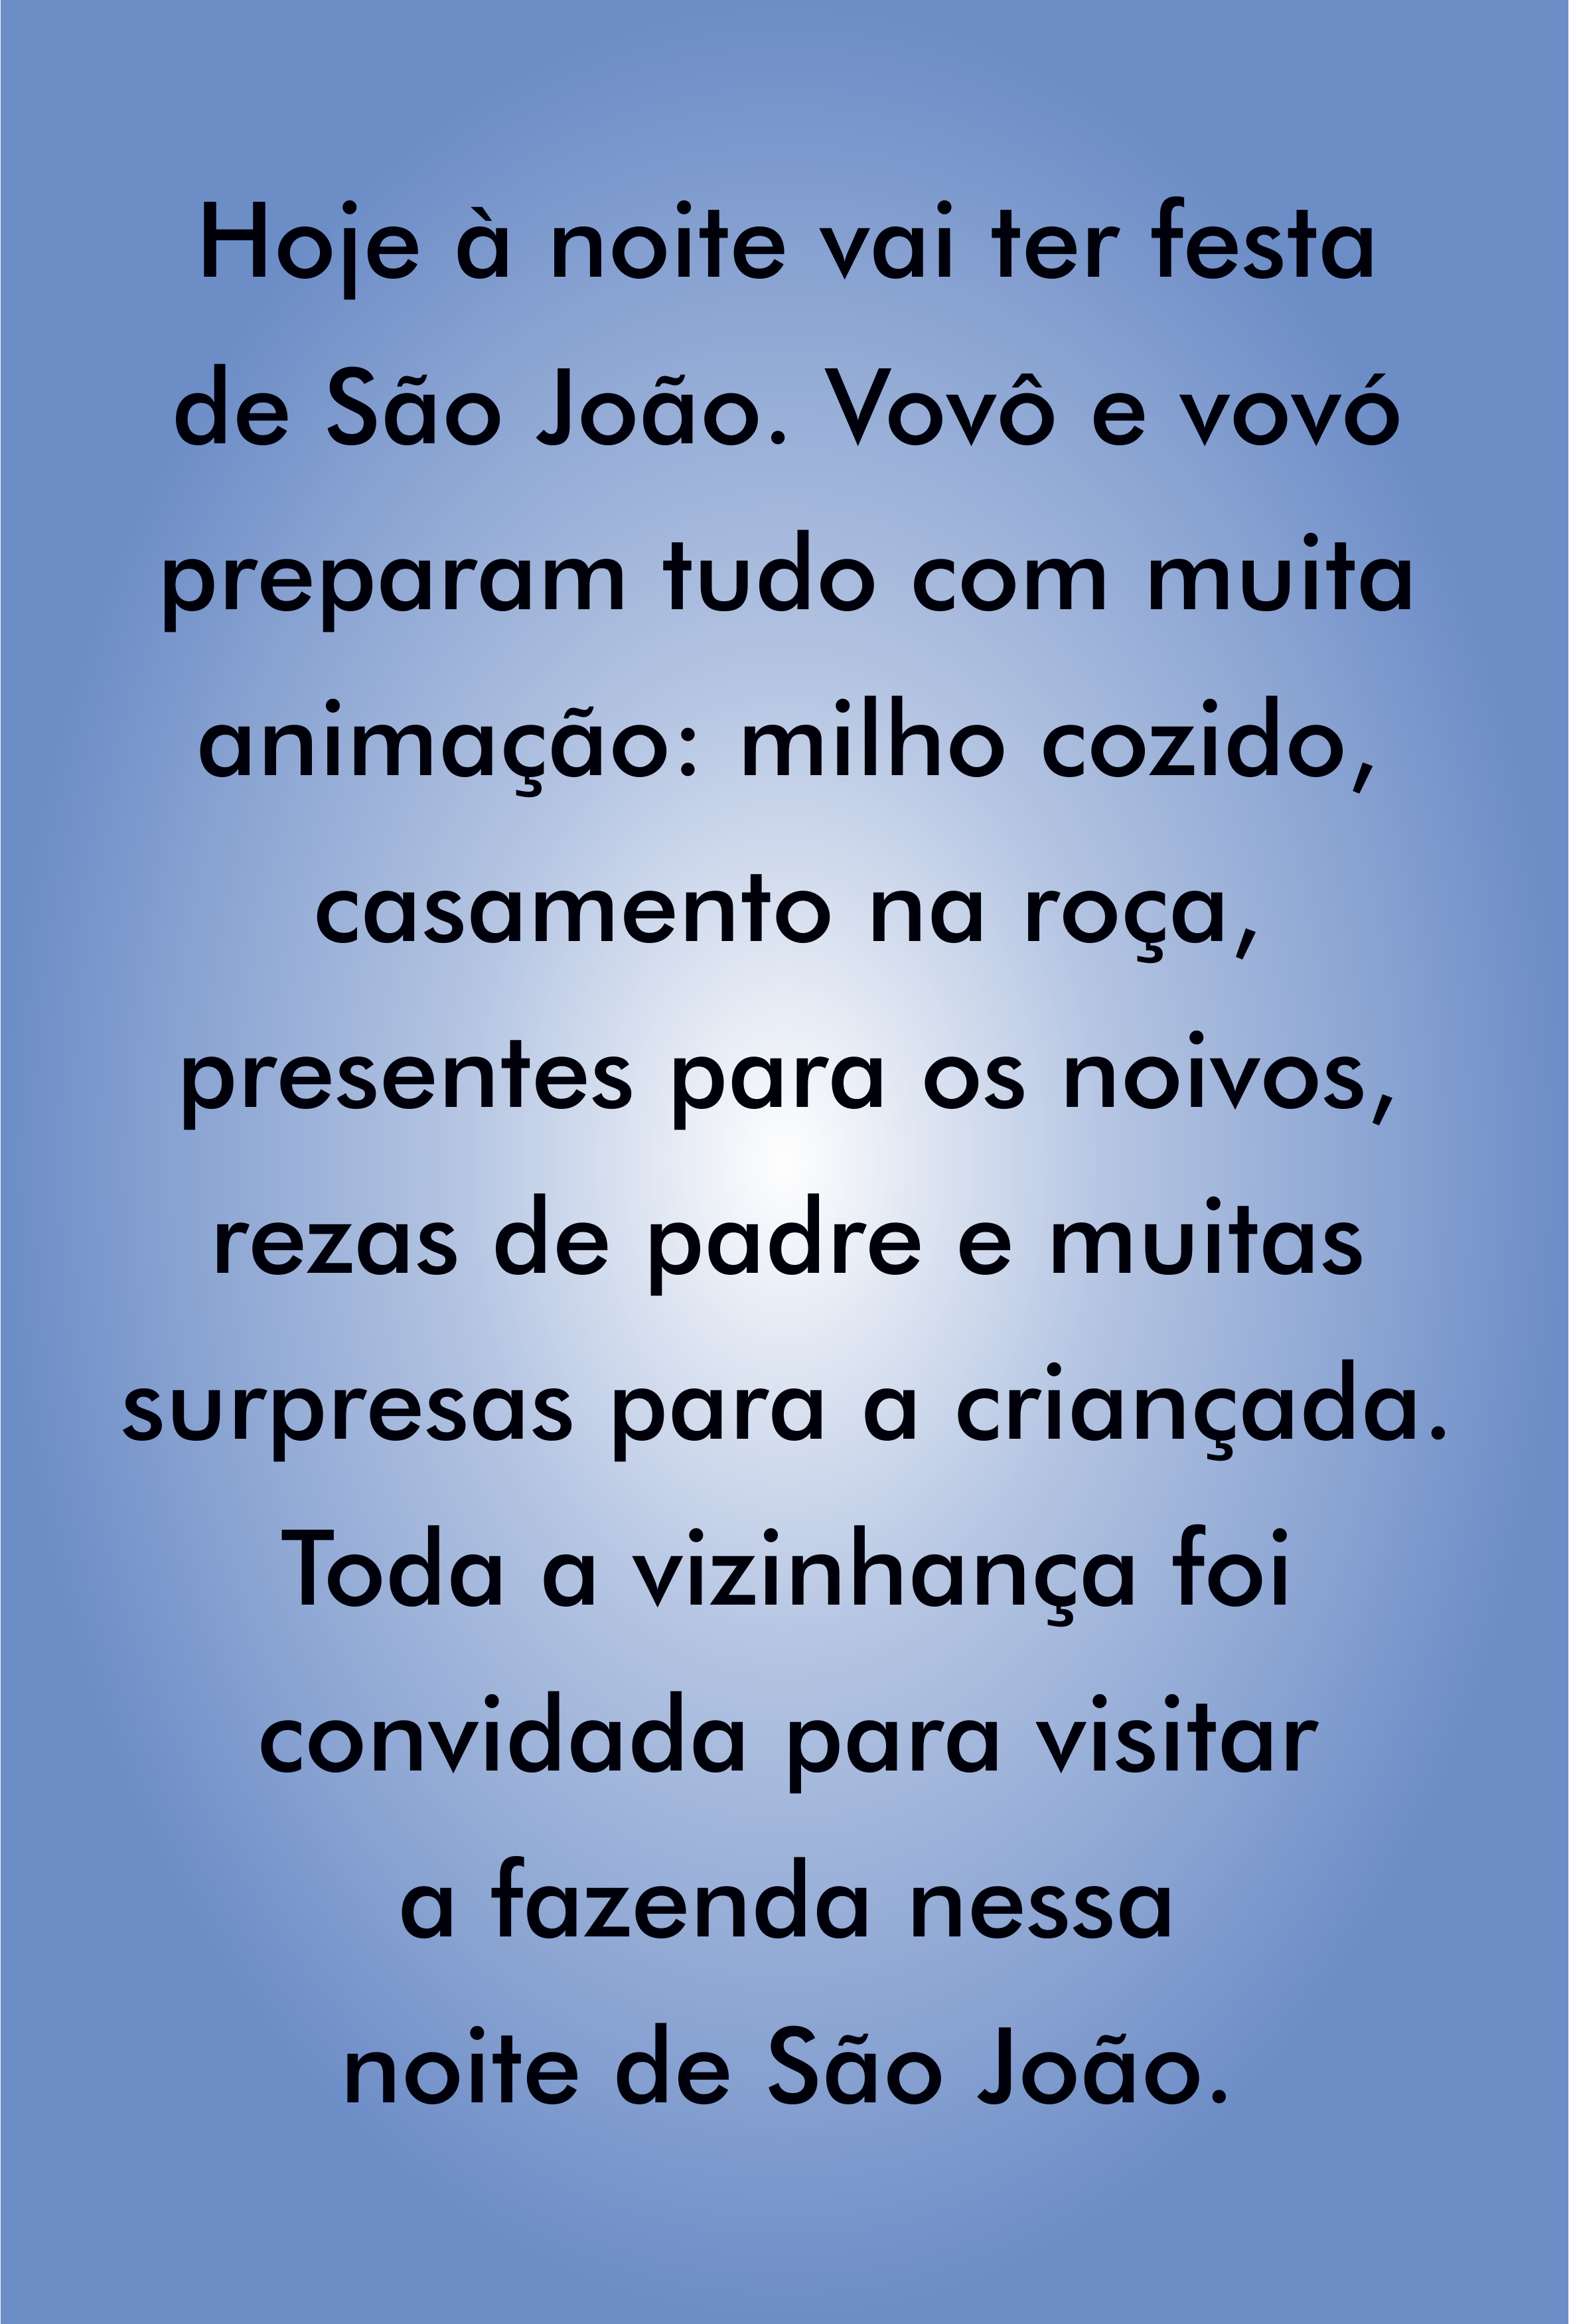 Hoje à noite vai ter festa
de São João. Vovô e vovó
preparam tudo com muita
animação: milho cozido,
casamento na roça,
presentes para os noivos,
rezas de padre e muitas
surpresas para a criançada.
Toda a vizinhança foi
convidada para visitar
a fazenda nessa
noite de São João.